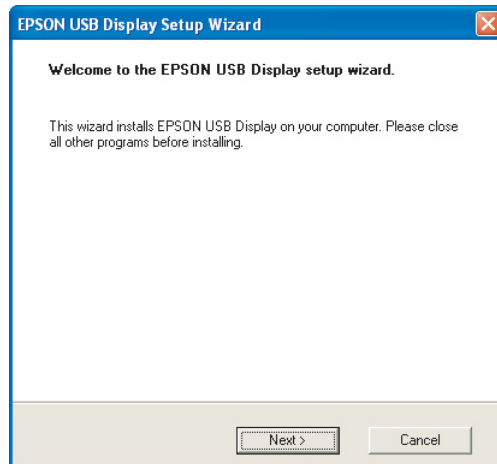 EPSON USB Display Setup Wizard
Welcome to the EPSON USB Display setup wizard.
This wizard installs EPSON USB Display on your computer. Please close
all other programs before installing.
Next >
Cancel